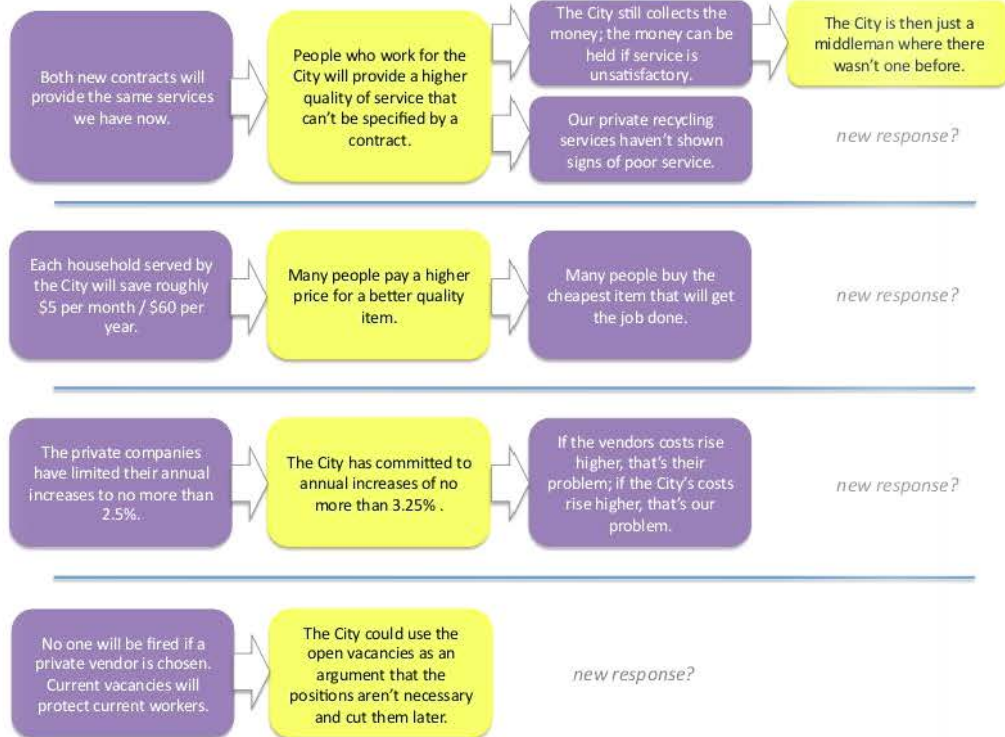 Both new contracts will
provide the same services
we have now.
People who work for the
City will provide a higher
quality of service that
can't be specified by a
contract.
The City still collects the
money; the money can be
held if service is
unsatisfactory.
The City is then just a
middleman where there
wasn't one before.
Our private recycling
services haven't shown
signs of poor service.
new response?
Each household served by
the City will save roughly
$5 per month / $60 per
year.
Many people pay a higher
price for a better quality
item.
Many people buy the
cheapest item that will get
the job done.
new response?
The private companies
have limited their annual
increases to no more than
2.5%.
The City has committed to
annual increases of no
more than 3.25% .
If the vendors costs rise
higher, that's their
problem; if the City's costs
rise higher, that's our
problem.
new response?
No one will be fired if a
private vendor is chosen.
Current vacancies will
protect current workers.
The City could use the
open vacancies as an
argument that the
positions aren't necessary
and cut them later.
new response?